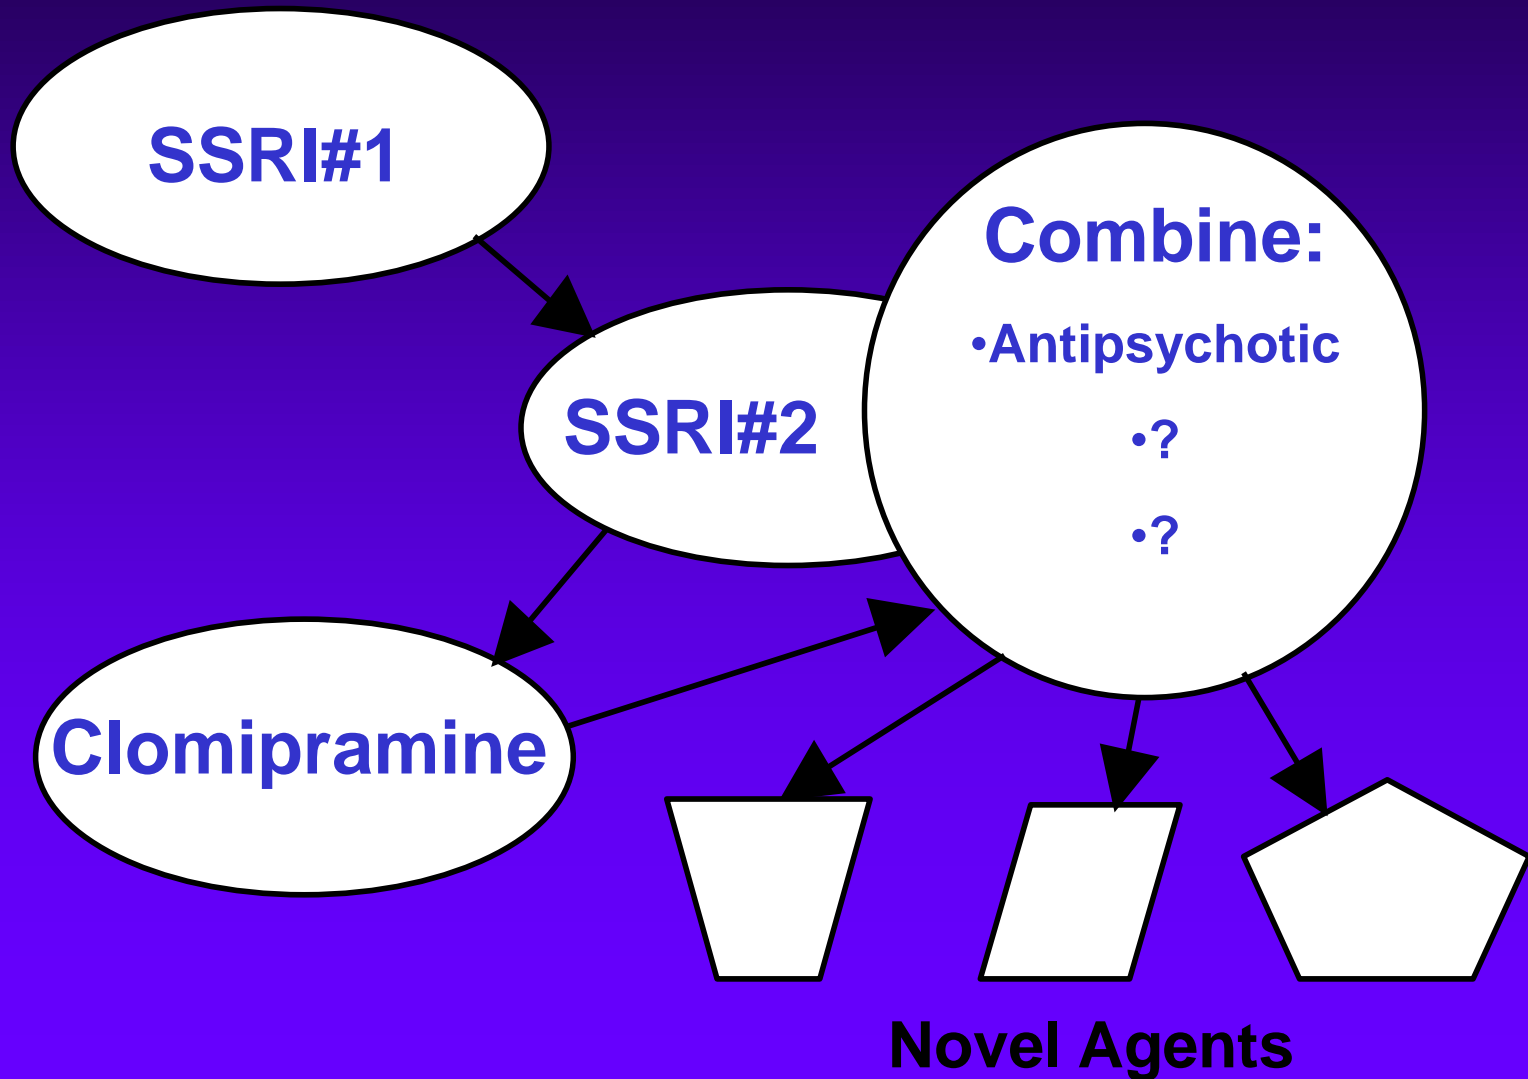 SSRI#1
Combine:
•Antipsychotic
•?
•?
SSRI#2
Clomipramine
Novel Agents